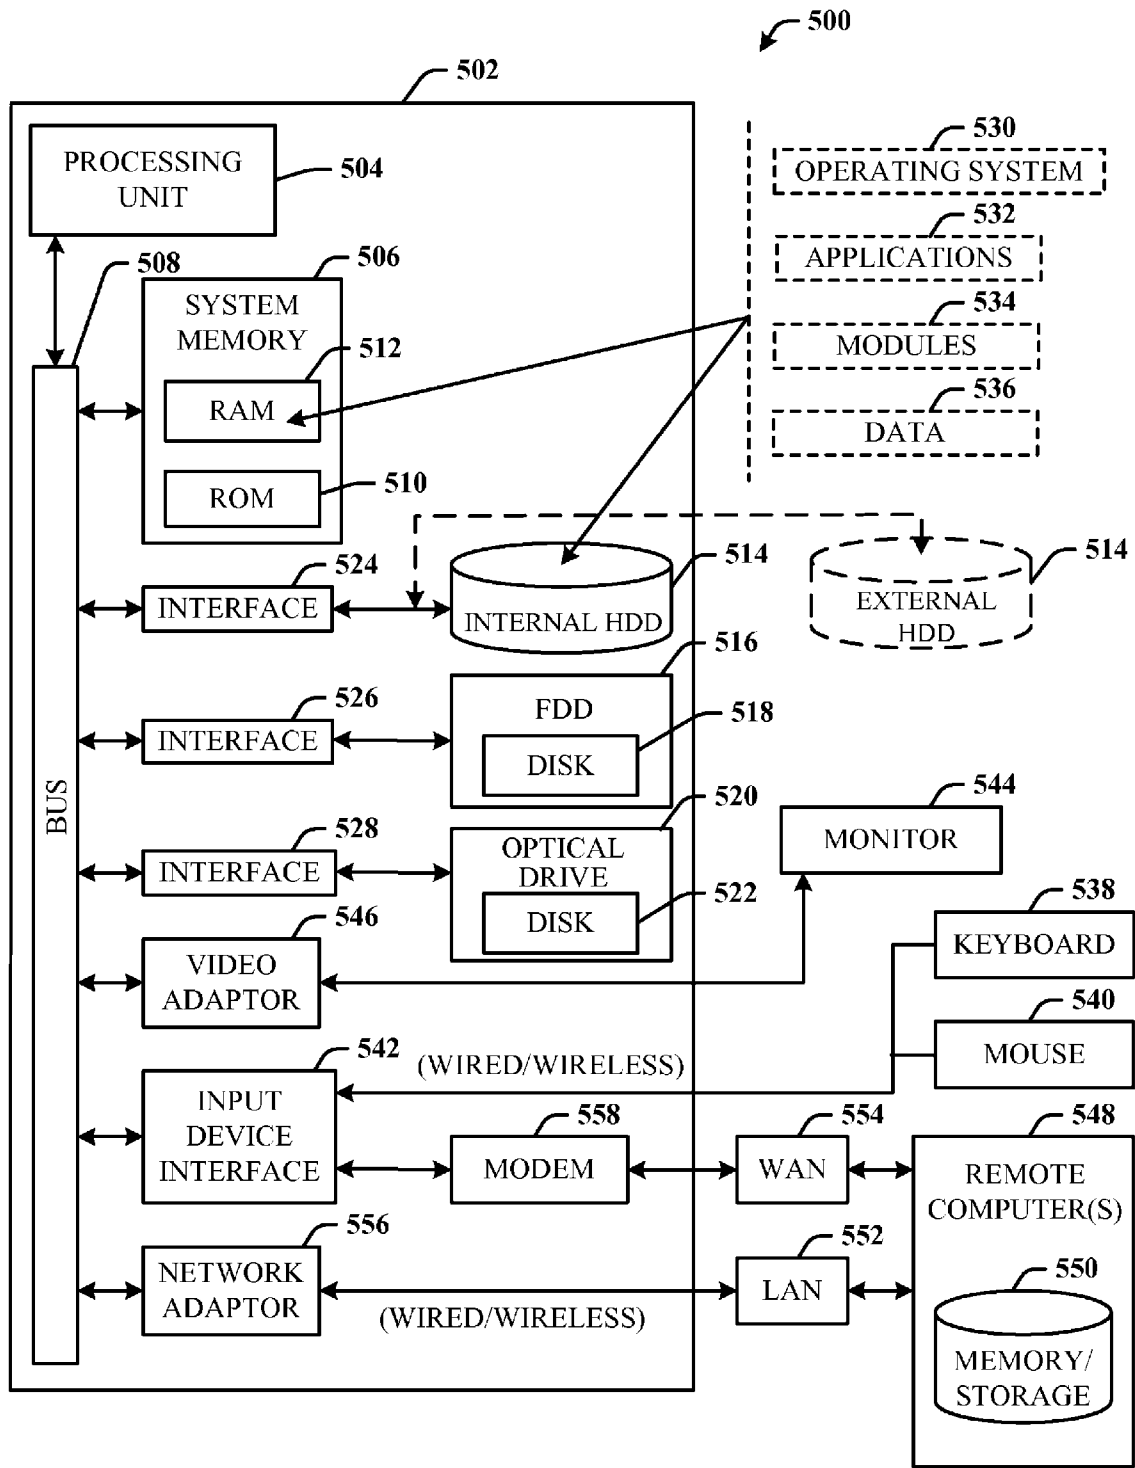 500
502
PROCESSING
UNIT
504
530
OPERATING SYSTEM
532
APPLICATIONS
508
506
SYSTEM
MEMORY
534
MODULES
512
RAM
536
DATA
510
ROM
524
INTERFACE
514
INTERNAL HDD
514
EXTERNAL
HDD
516
FDD
526
INTERFACE
518
DISK
BUS
520
OPTICAL
DRIVE
528
INTERFACE
522
DISK
544
MONITOR
546
VIDEO
ADAPTOR
538
KEYBOARD
540
MOUSE
542
INPUT
DEVICE
INTERFACE
(WIRED/WIRELESS)
558
MODEM
554
WAN
548
REMOTE
COMPUTER(S)
556
NETWORK
ADAPTOR
(WIRED/WIRELESS)
552
LAN
550
MEMORY/
STORAGE